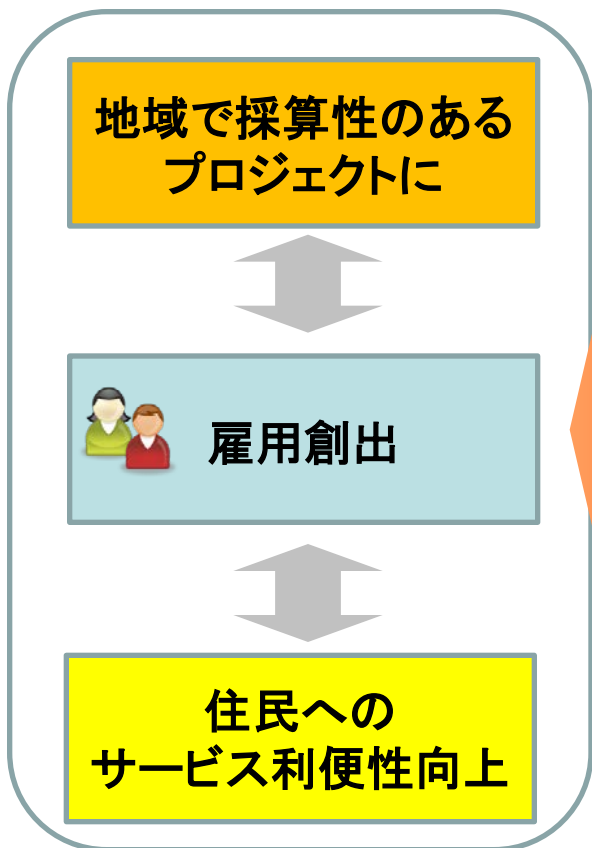 地域で採算性のある
プロジェクトに
雇用創出
住民への
サービス利便性向上